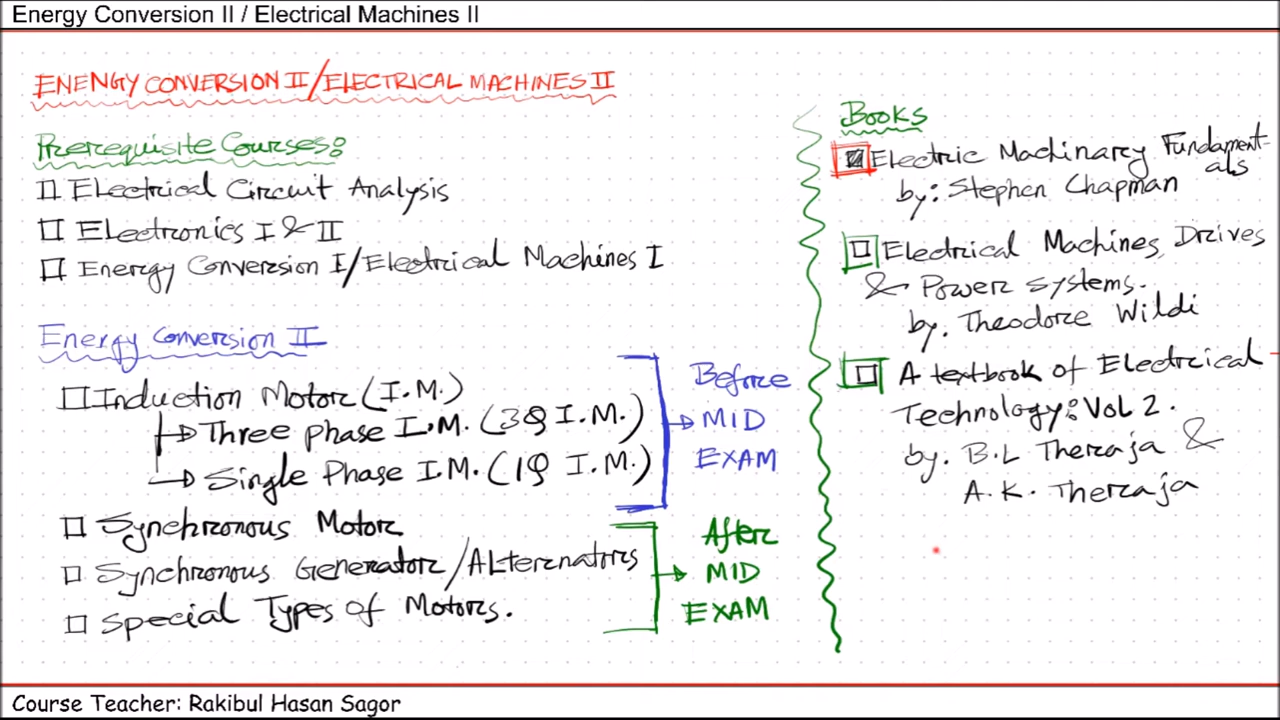 Energy Conversion II / Electrical Machines II
ENENGY CONVERSION II/ELECTRICAL MACHINES II
Prerequisite Courses:
Electrical Circuit Analysis
Electronics I & II
Energy Conversion I/Electrical Machines I
Energy Conversion II
Induction Motor (I.M.)
Three phase I.M. (3φ I.M.)
Single Phase I.M. (1φ I.M.)
Before
MID
EXAM
Synchronous Motor
Synchronous Generator/Alternators
Special Types of Motors.
After
MID
EXAM
Books
Electric Machinary Fundament-
als
by: Stephen Chapman
Electrical Machines, Drives
& Power Systems.
by. Theodore Wildi
A textbook of Electrical
Technology: Vol 2.
by. B.L Theraja &
A.K. Theraja
Course Teacher: Rakibul Hasan Sagor